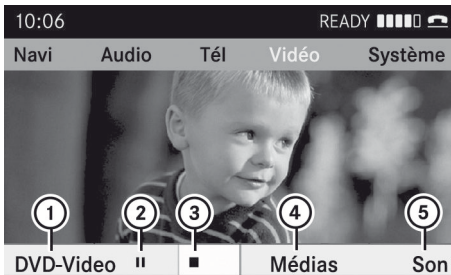 10:06 READY
Navi Audio Tél Vidéo Système
1 2 3 4 5
DVD-Video Médias Son